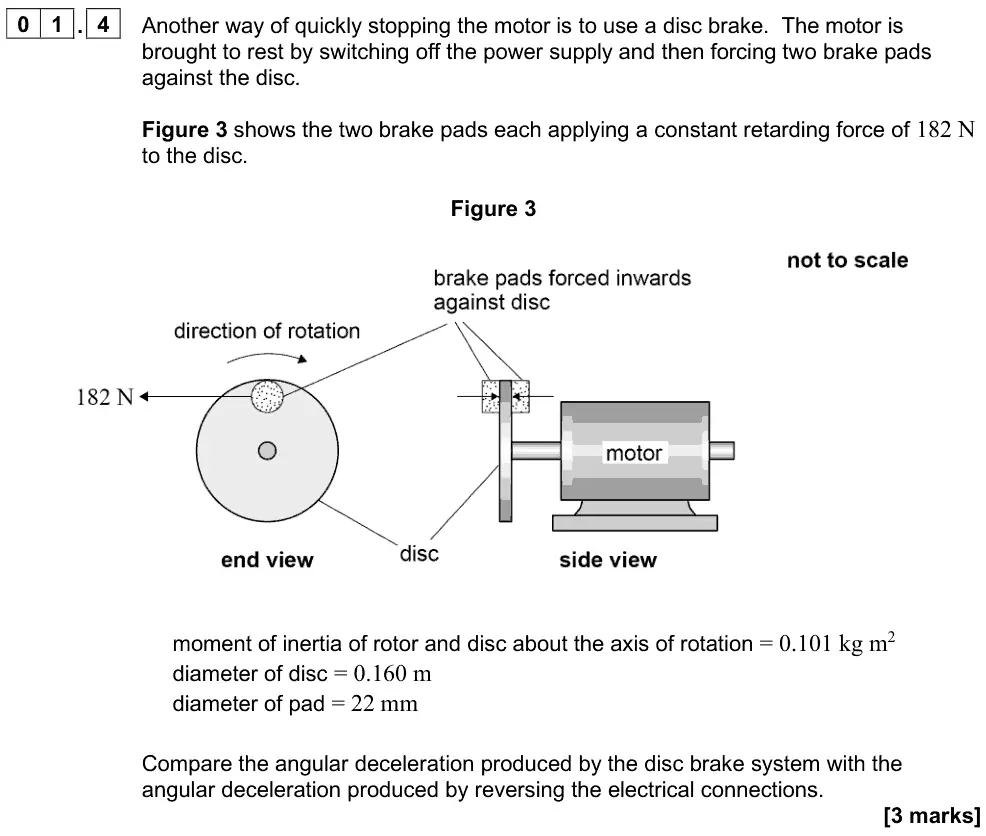 0 1 . 4 Another way of quickly stopping the motor is to use a disc brake. The motor is
brought to rest by switching off the power supply and then forcing two brake pads
against the disc.
Figure 3 shows the two brake pads each applying a constant retarding force of 182 N
to the disc.
Figure 3
not to scale
brake pads forced inwards
against disc
direction of rotation
182 N
motor
disc
end view
side view
moment of inertia of rotor and disc about the axis of rotation = 0.101 kg m²
diameter of disc = 0.160 m
diameter of pad = 22 mm
Compare the angular deceleration produced by the disc brake system with the
angular deceleration produced by reversing the electrical connections.
[3 marks]